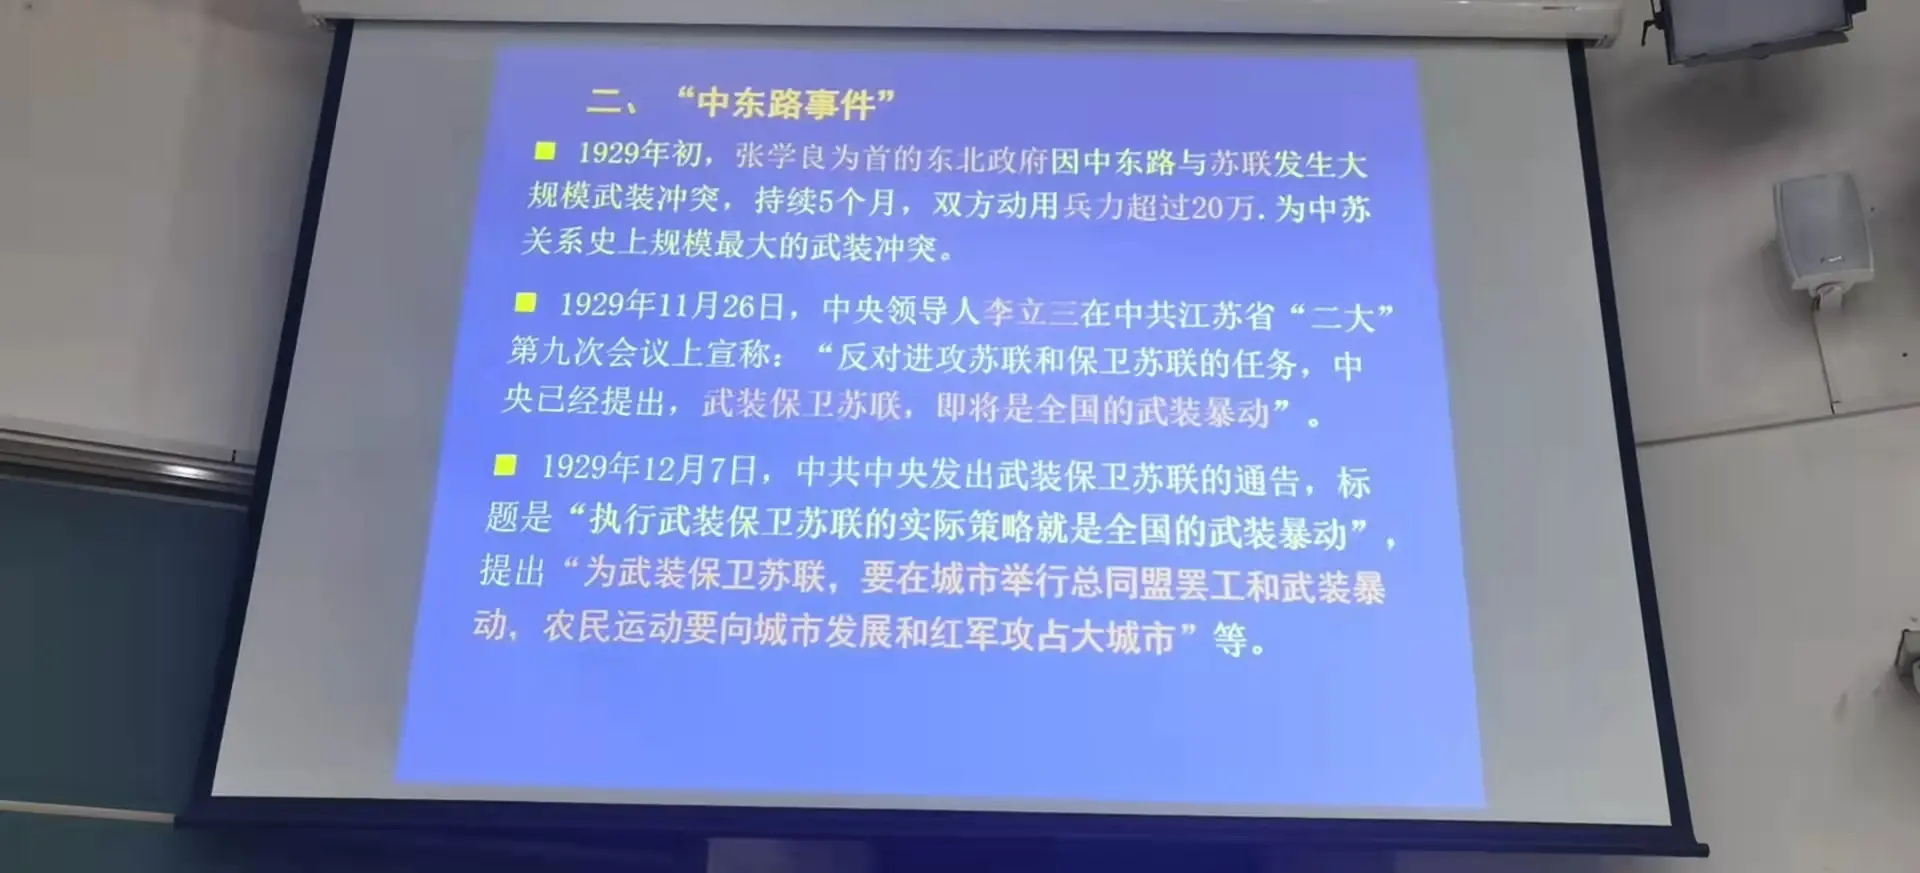 二、“中东路事件”
■ 1929年初，张学良为首的东北政府因中东路与苏联发生大
规模武装冲突，持续5个月，双方动用兵力超过20万.为中苏
关系史上规模最大的武装冲突。
■ 1929年11月26日，中央领导人李立三在中共江苏省“二大”
第九次会议上宣称：“反对进攻苏联和保卫苏联的任务，中
央已经提出，武装保卫苏联，即将是全国的武装暴动”。
■ 1929年12月7日，中共中央发出武装保卫苏联的通告，标
题是“执行武装保卫苏联的实际策略就是全国的武装暴动”，
提出“为武装保卫苏联，要在城市举行总同盟罢工和武装暴
动，农民运动要向城市发展和红军攻占大城市”等。